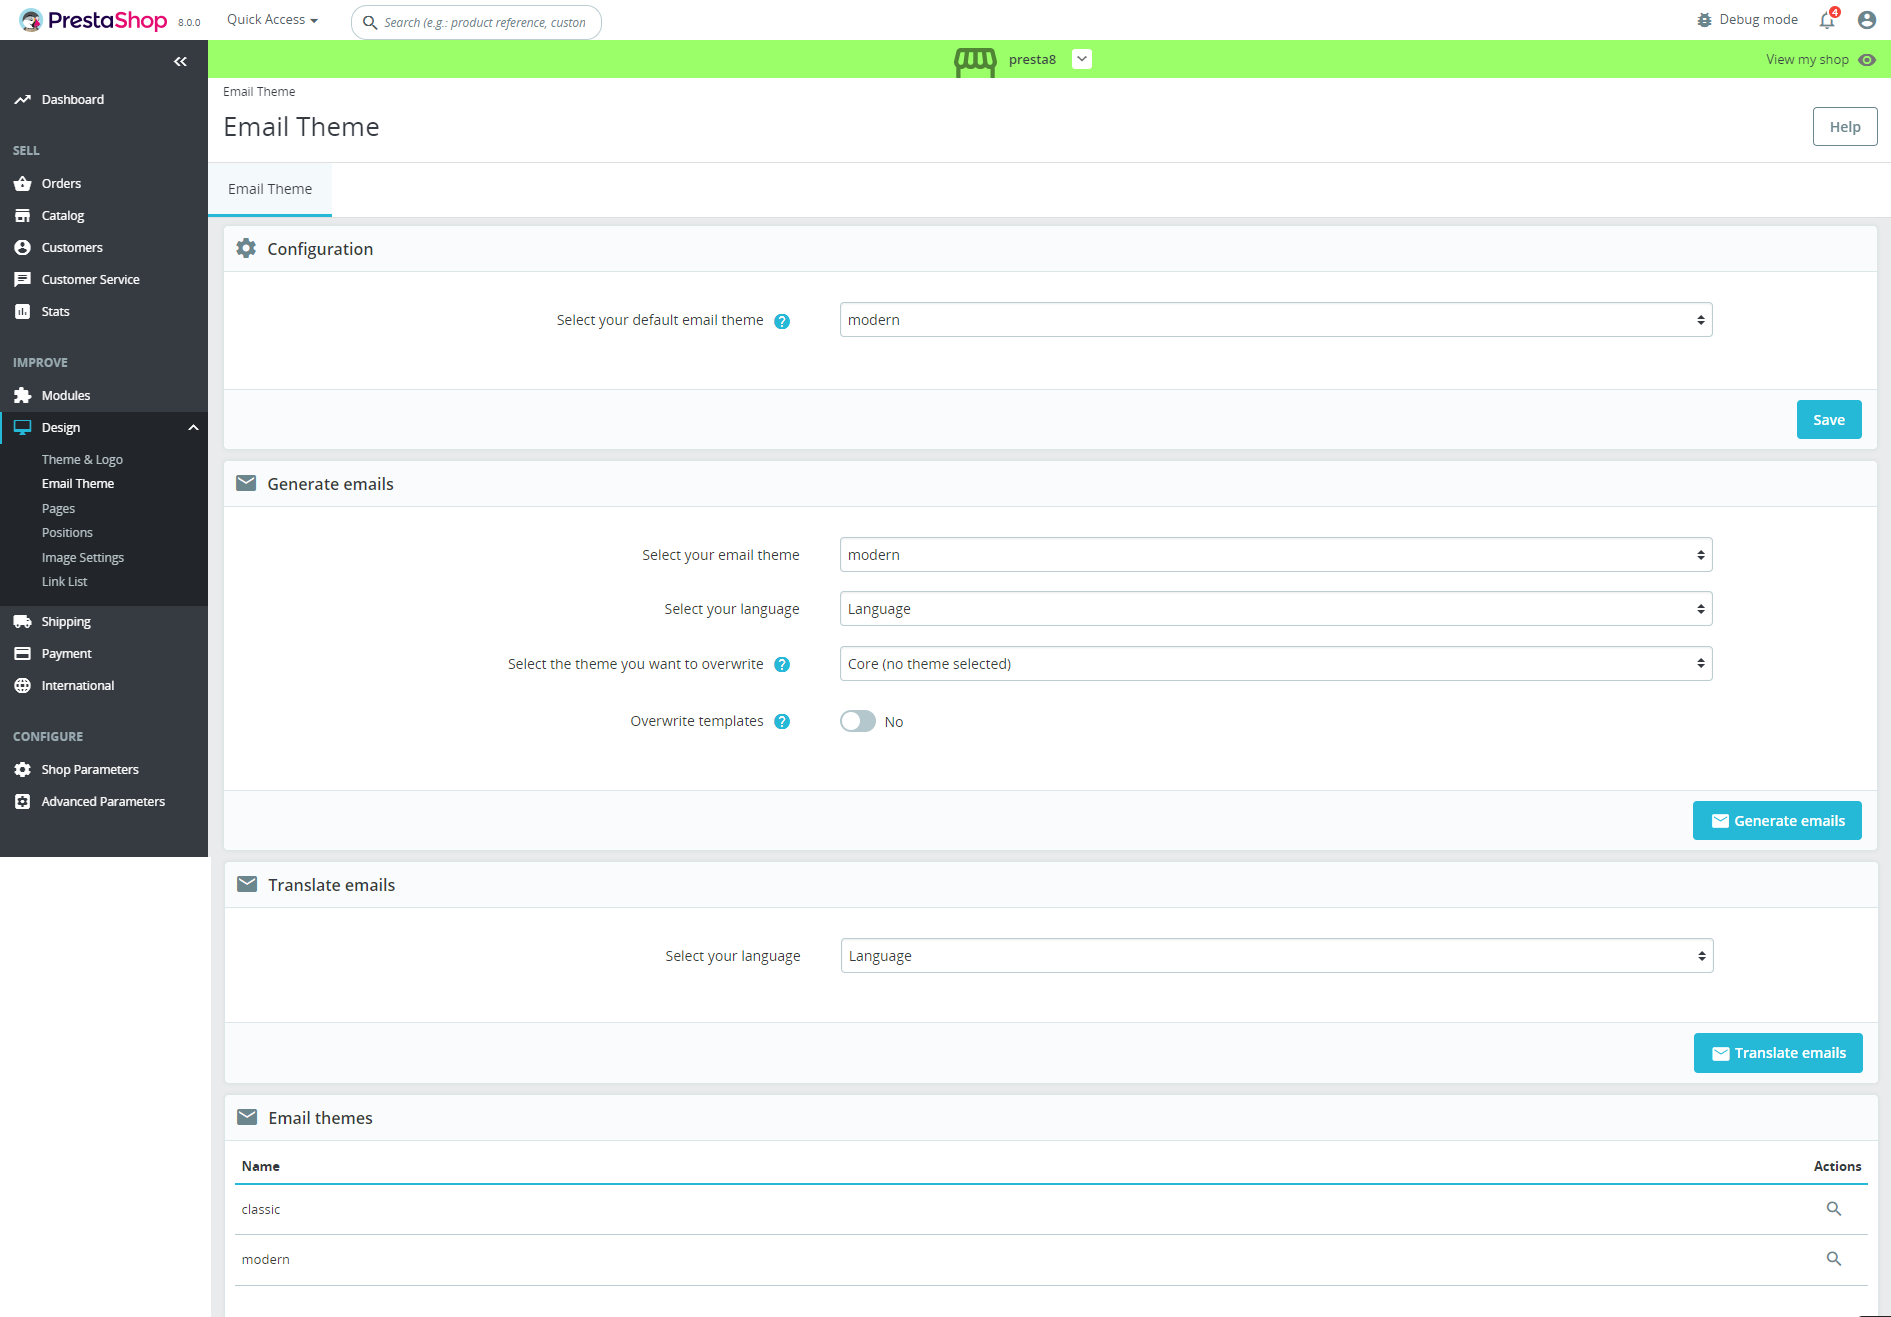 PrestaShop 8.0.0
Quick Access
Search (e.g.: product reference, custon
Debug mode
4
presta8
View my shop
Dashboard
SELL
Orders
Catalog
Customers
Customer Service
Stats
IMPROVE
Modules
Design
Theme & Logo
Email Theme
Pages
Positions
Image Settings
Link List
Shipping
Payment
International
CONFIGURE
Shop Parameters
Advanced Parameters
Email Theme
Email Theme
Help
Email Theme
Configuration
Select your default email theme ? modern
Save
Generate emails
Select your email theme modern
Select your language Language
Select the theme you want to overwrite ? Core (no theme selected)
Overwrite templates ? No
Generate emails
Translate emails
Select your language Language
Translate emails
Email themes
Name Actions
classic
modern